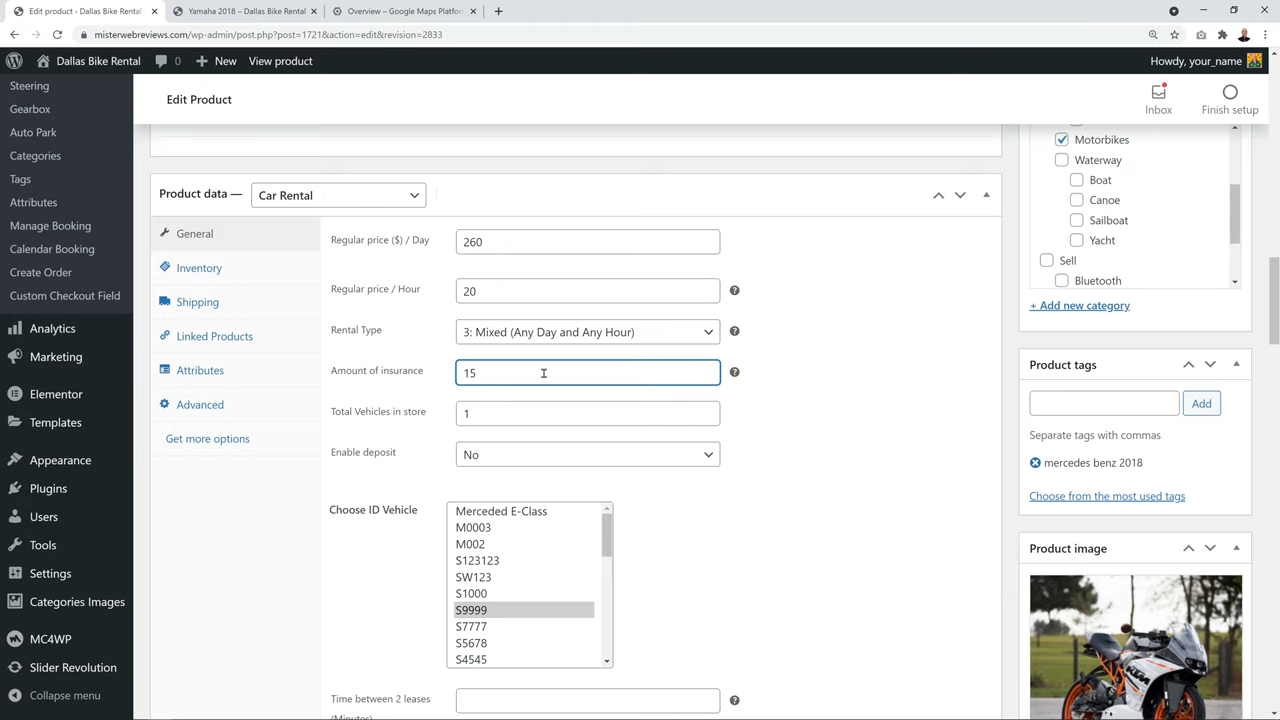 Edit product ‹ Dallas Bike Rental
Yamaha 2018 – Dallas Bike Rental
Overview – Google Maps Platfor
misterwebreviews.com/wp-admin/post.php?post=1721&action=edit&revision=2833
Dallas Bike Rental
0
New
View product
Howdy, your_name
Steering
Gearbox
Auto Park
Categories
Tags
Attributes
Manage Booking
Calendar Booking
Create Order
Custom Checkout Field
Analytics
Marketing
Elementor
Templates
Appearance
Plugins
Users
Tools
Settings
Categories Images
MC4WP
Slider Revolution
Collapse menu
Edit Product
Inbox
Finish setup
Product data —
Car Rental
General
Inventory
Shipping
Linked Products
Attributes
Advanced
Get more options
Regular price ($) / Day
260
Regular price / Hour
20
Rental Type
3: Mixed (Any Day and Any Hour)
Amount of insurance
15
Total Vehicles in store
1
Enable deposit
No
Choose ID Vehicle
Merceded E-Class
M0003
M002
S123123
SW123
S1000
S9999
S7777
S5678
S4545
Time between 2 leases
(Minutes)
Motorbikes
Waterway
Boat
Canoe
Sailboat
Yacht
Sell
Bluetooth
+ Add new category
Product tags
Add
Separate tags with commas
mercedes benz 2018
Choose from the most used tags
Product image